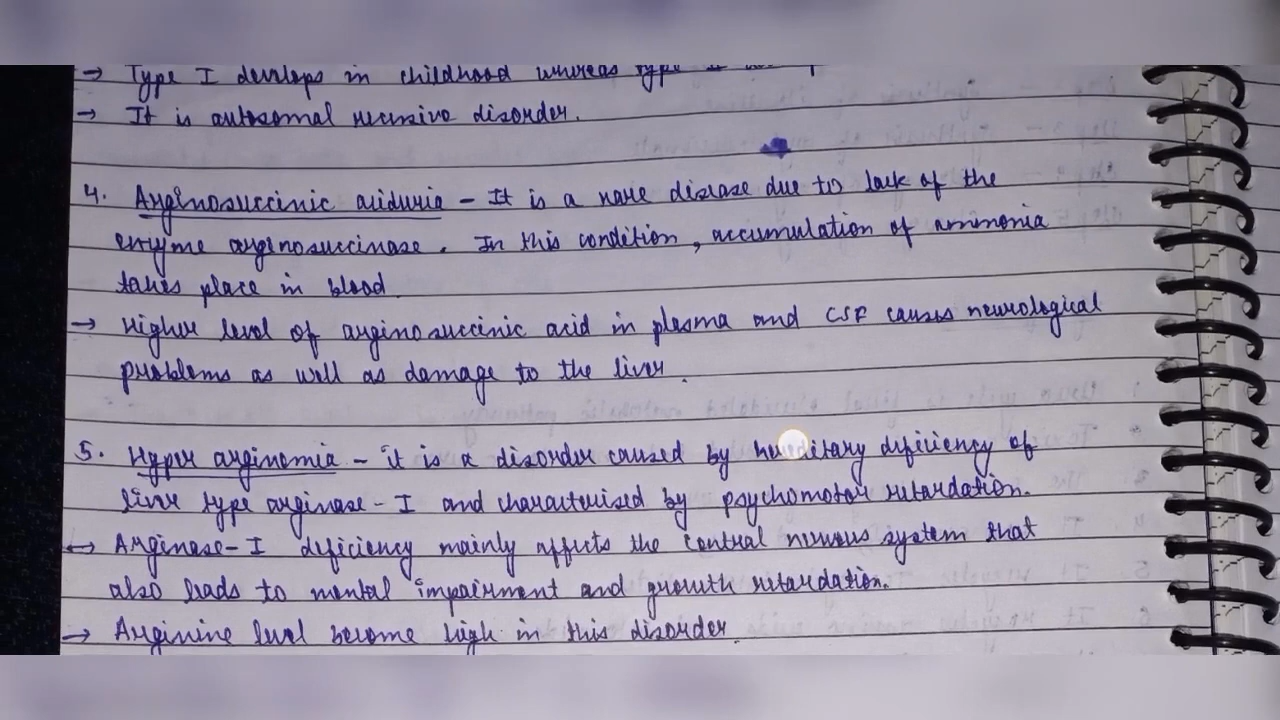 → Type I develops in childhood whereas type II
→ It is autosomal recessive disorder.
4. Arginosuccinic aciduria - It is a rare disease due to lack of the
enzyme arginosuccinase. In this condition, accumulation of ammonia
takes place in blood.
→ Higher level of arginosuccinic acid in plasma and CSF causes neurological
problems as well as damage to the liver.
5. Hyper arginemia - it is a disorder caused by hereditary deficiency of
liver type arginase-I and characterised by psychomotor retardation.
→ Arginase-I deficiency mainly affects the central nervous system that
also leads to mental impairment and growth retardation.
→ Arginine level become high in this disorder.